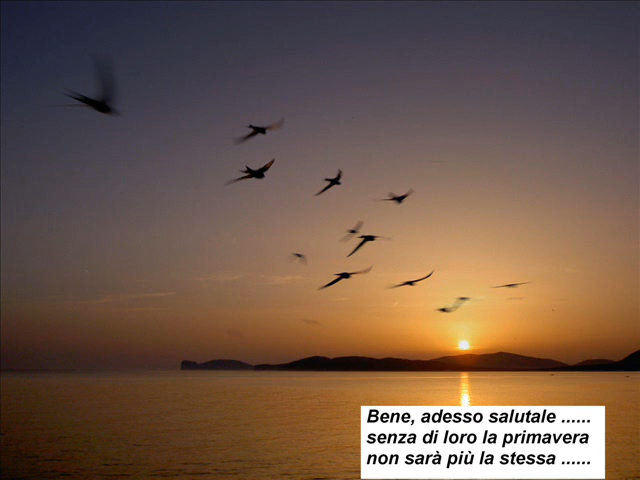 Bene, adesso salutale ......
senza di loro la primavera
non sarà più la stessa ......